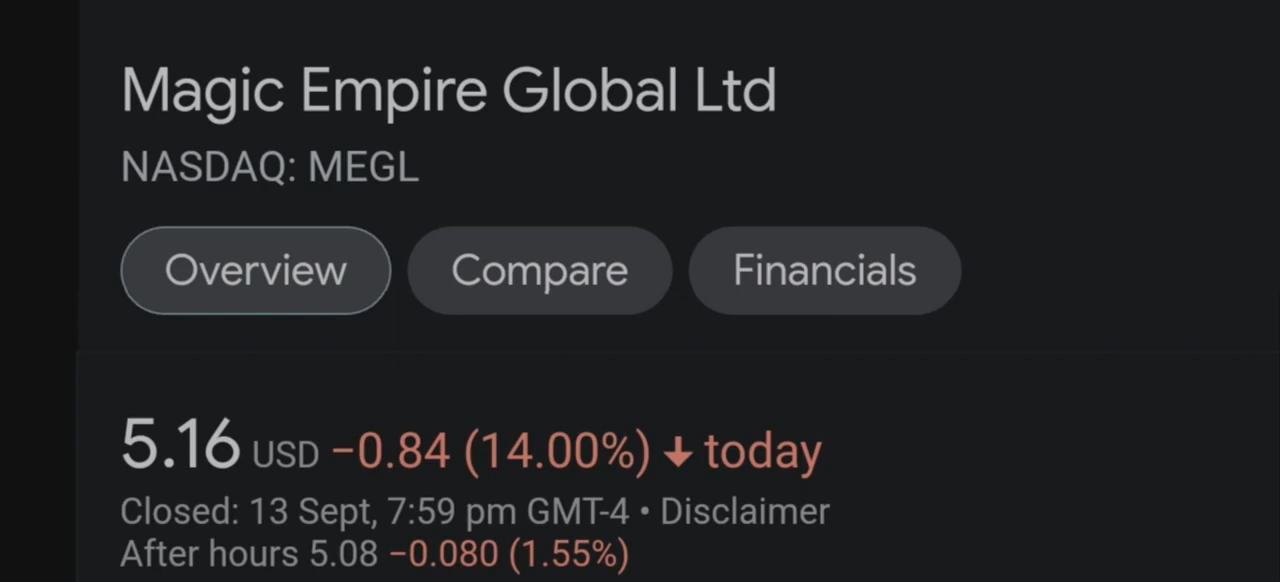 Magic Empire Global Ltd
NASDAQ: MEGL
Overview Compare Financials
5.16 USD −0.84 (14.00%) ↓ today
Closed: 13 Sept, 7:59 pm GMT-4 • Disclaimer
After hours 5.08 −0.080 (1.55%)